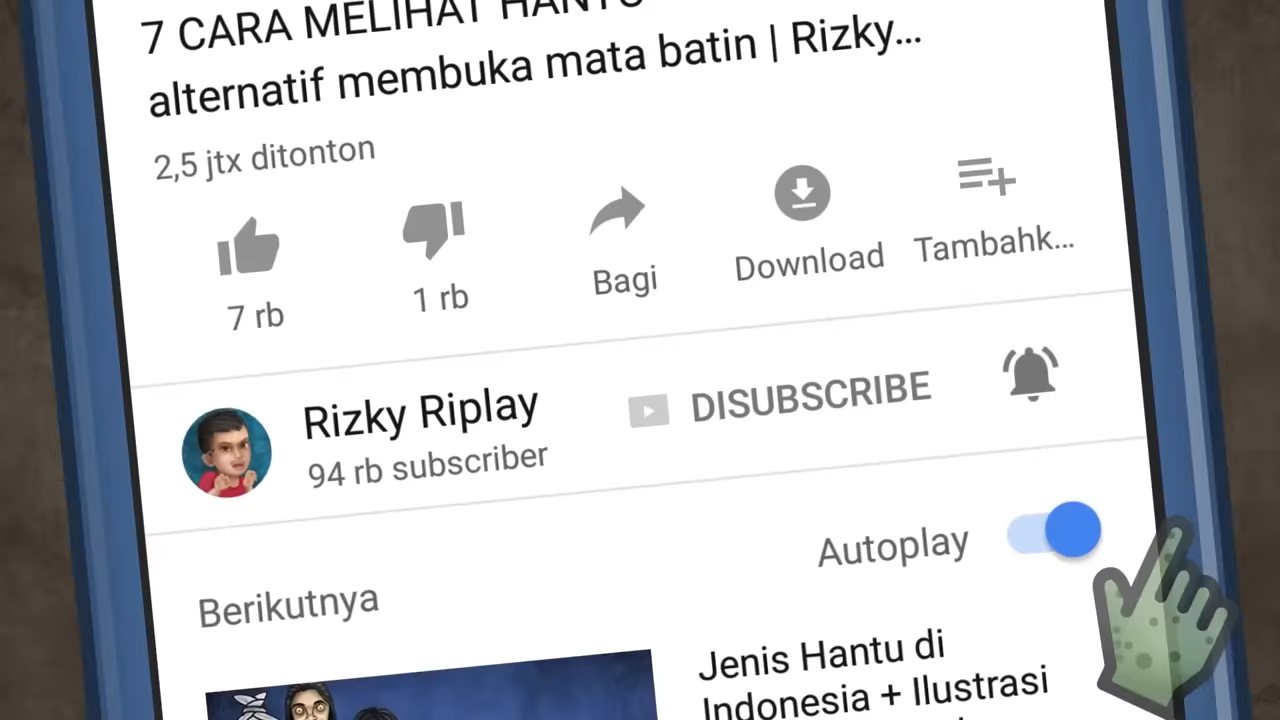 7 CARA MELIHAT HANTU
alternatif membuka mata batin | Rizky...
2,5 jtx ditonton
7 rb
1 rb
Bagi
Download
Tambahk...
Rizky Riplay
94 rb subscriber
DISUBSCRIBE
Autoplay
Berikutnya
Jenis Hantu di
Indonesia + Ilustrasi